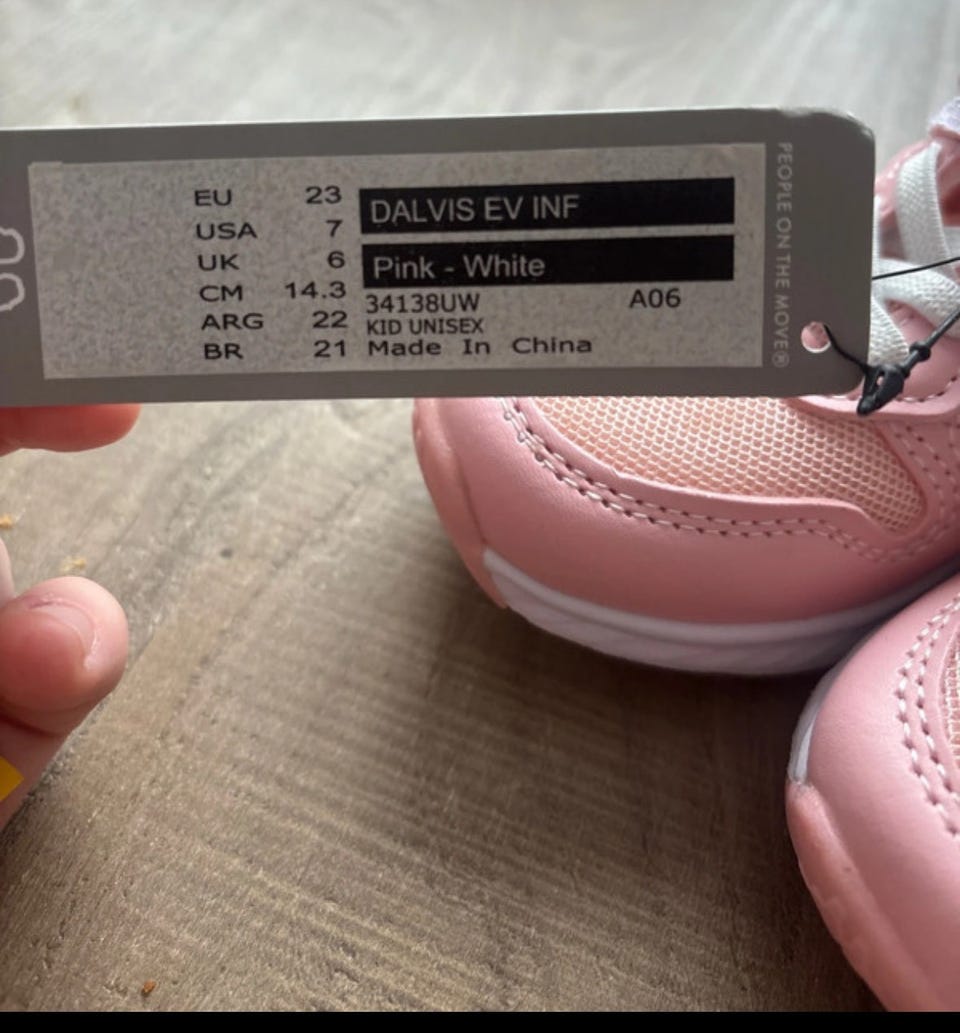 EU 23
USA 7
UK 6
CM 14.3
ARG 22
BR 21
DALVIS EV INF
Pink - White
34138UW A06
KID UNISEX
Made In China
PEOPLE ON THE MOVE®